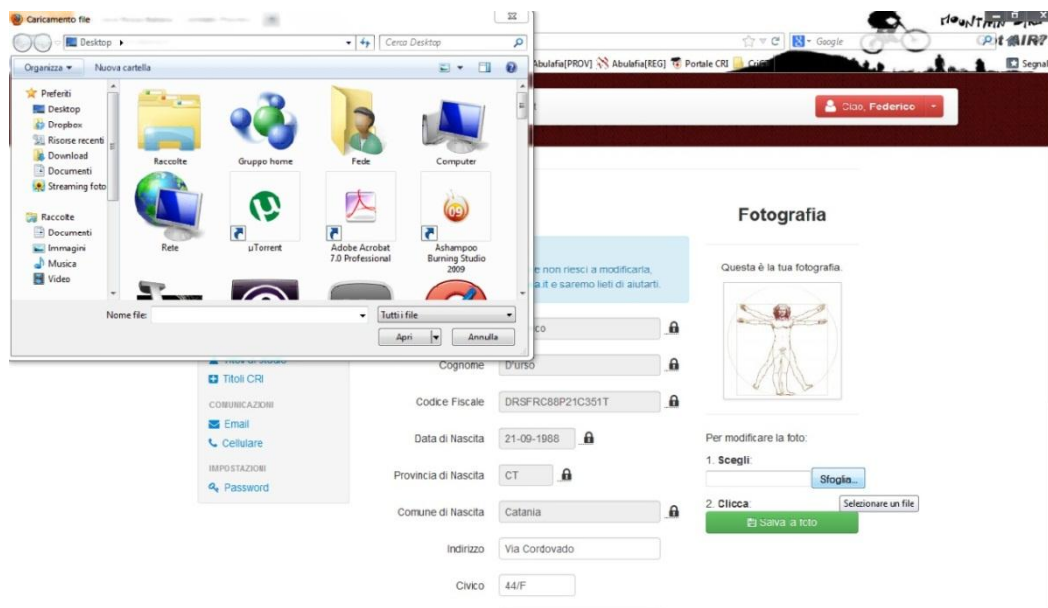 Caricamento file
Desktop
Cerca Desktop
Organizza
Nuova cartella
Preferiti
Desktop
Dropbox
Risorse recenti
Download
Documenti
Streaming foto
Raccolte
Documenti
Immagini
Musica
Video
Raccolte
Gruppo home
Fede
Computer
Rete
µTorrent
Adobe Acrobat
7.0 Professional
Ashampoo
Burning Studio
2009
Nome file:
Tutti i file
Apri
Annulla
Google
MOUNTAIN
Abulafia[PROV]
Abulafia[REG]
Portale CRI
Segnal
Ciao, Federico
e non riesci a modificarla,
a.it e saremo lieti di aiutarti.
Titoli di studio
Titoli CRI
COMUNICAZIONI
Email
Cellulare
IMPOSTAZIONI
Password
co
Cognome D'urso
Codice Fiscale DRSFRC88P21C351T
Data di Nascita 21-09-1988
Provincia di Nascita CT
Comune di Nascita Catania
Indirizzo Via Cordovado
Civico 44/F
Fotografia
Questa è la tua fotografia.
Per modificare la foto:
1. Scegli:
Sfoglia...
2. Clicca:
Selezionare un file
Salva la foto